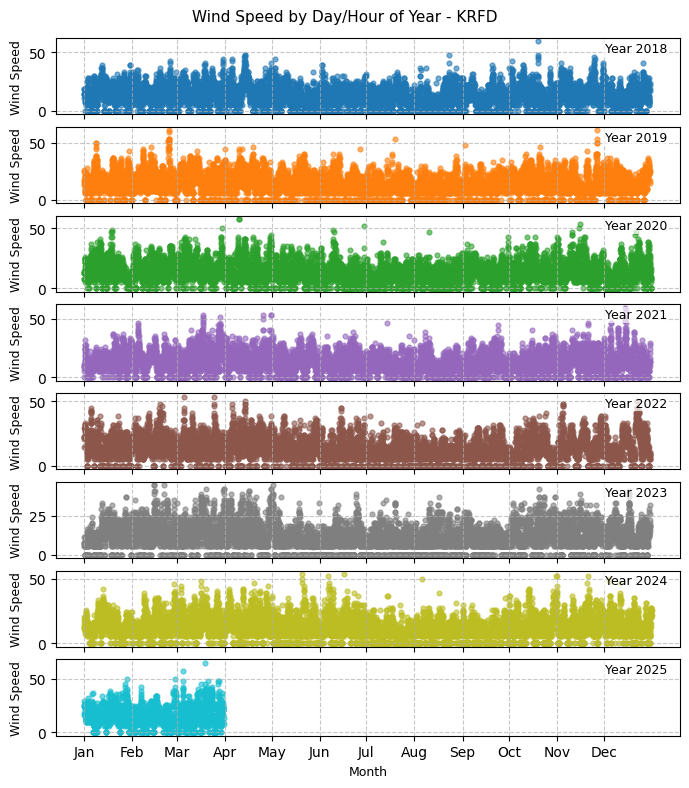 Wind Speed by Day/Hour of Year - KRFD
Wind Speed
50
0
Year 2018
Wind Speed
50
0
Year 2019
Wind Speed
50
0
Year 2020
Wind Speed
50
0
Year 2021
Wind Speed
50
0
Year 2022
Wind Speed
25
0
Year 2023
Wind Speed
50
0
Year 2024
Wind Speed
50
0
Year 2025
Jan Feb Mar Apr May Jun Jul Aug Sep Oct Nov Dec
Month